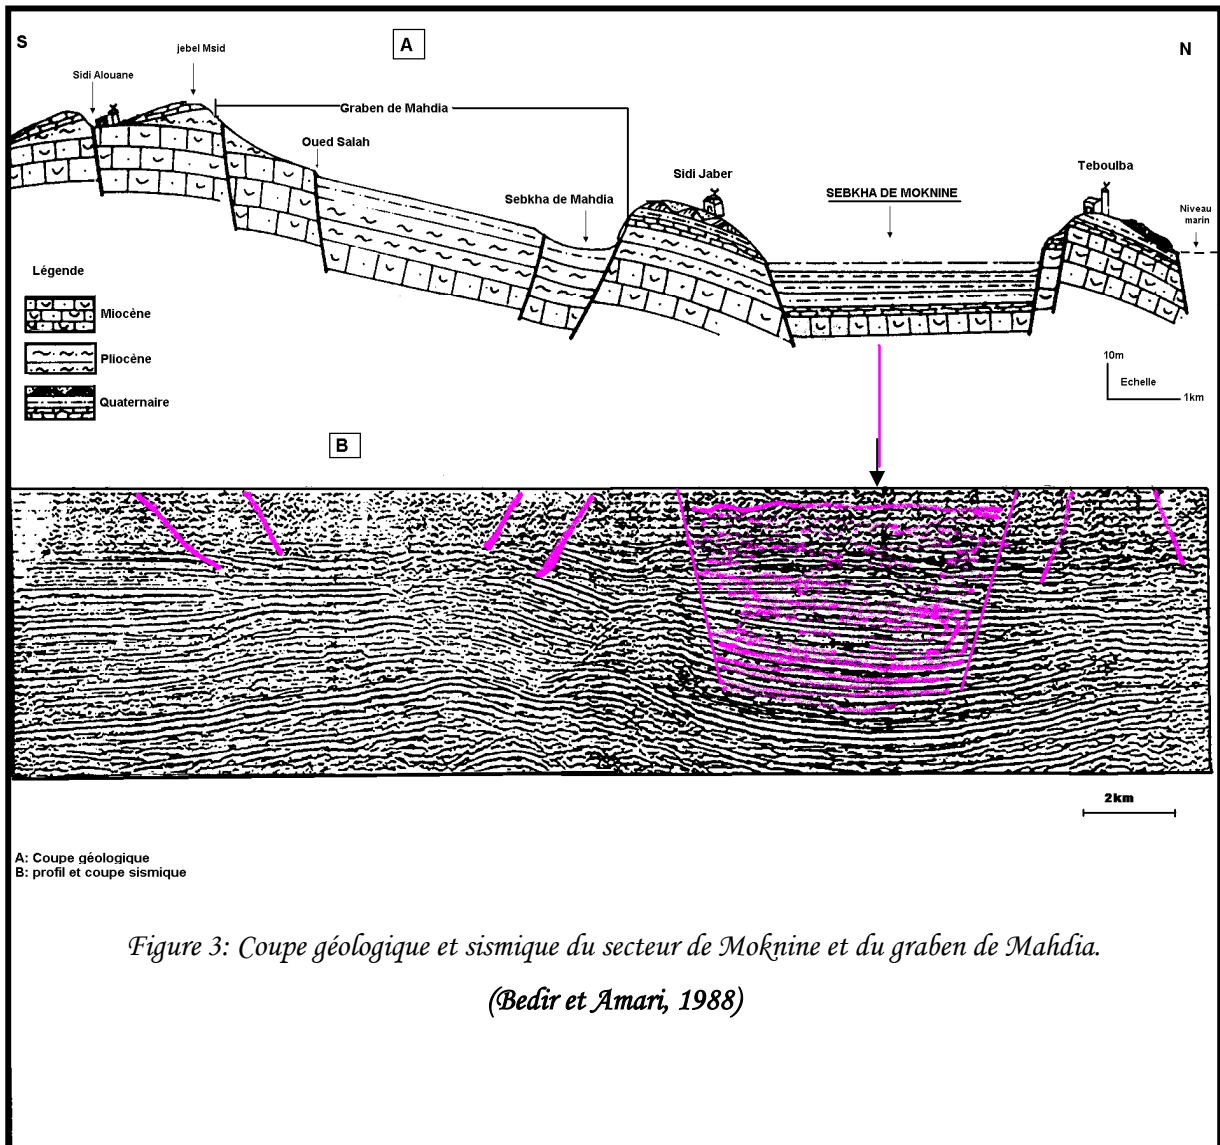 S
A
N
jebel Msid
Sidi Alouane
Graben de Mahdia
Oued Salah
Sidi Jaber
Teboulba
Sebkha de Mahdia
SEBKHA DE MOKNINE
Niveau
marin
Légende
Miocène
Pliocène
Quaternaire
10m
Echelle
1km
B
2km
A: Coupe géologique
B: profil et coupe sismique
Figure 3: Coupe géologique et sismique du secteur de Moknine et du graben de Mahdia.
(Bedir et Amari, 1988)